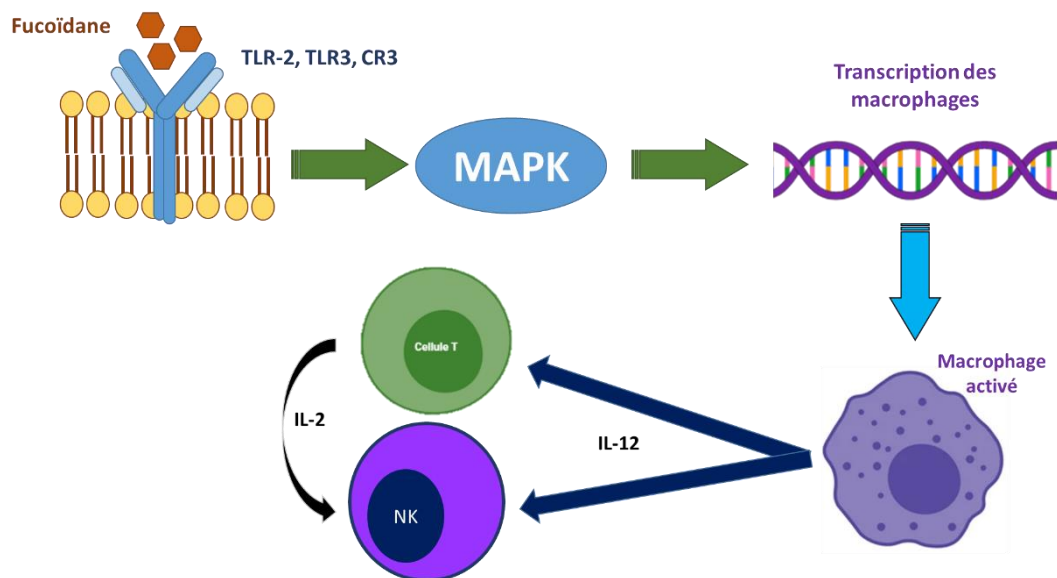 Fucoïdane
TLR-2, TLR3, CR3
MAPK
Transcription des
macrophages
Macrophage
activé
Cellule T
IL-2
IL-12
NK